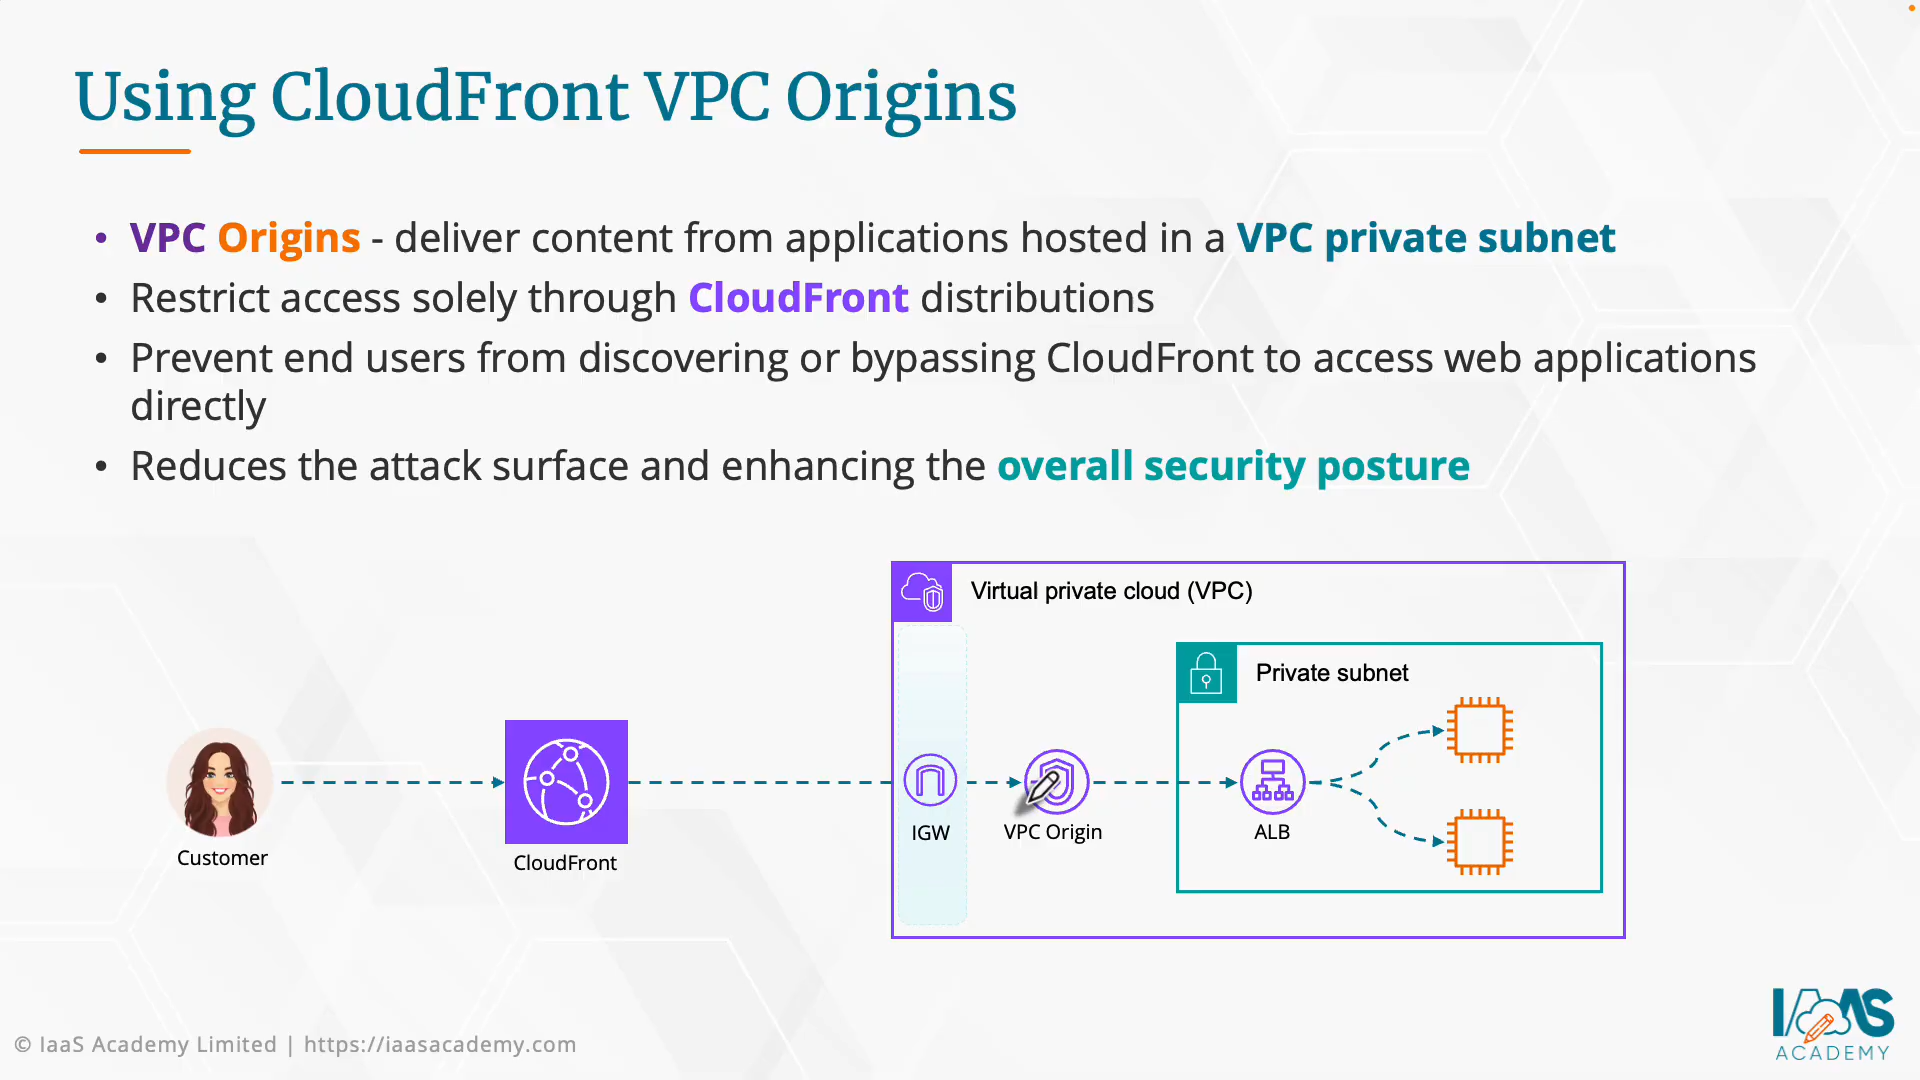 Using CloudFront VPC Origins
• VPC Origins - deliver content from applications hosted in a VPC private subnet
• Restrict access solely through CloudFront distributions
• Prevent end users from discovering or bypassing CloudFront to access web applications
directly
• Reduces the attack surface and enhancing the overall security posture
Virtual private cloud (VPC)
Private subnet
Customer
CloudFront
IGW
VPC Origin
ALB
IAAS
ACADEMY
© IaaS Academy Limited | https://iaasacademy.com